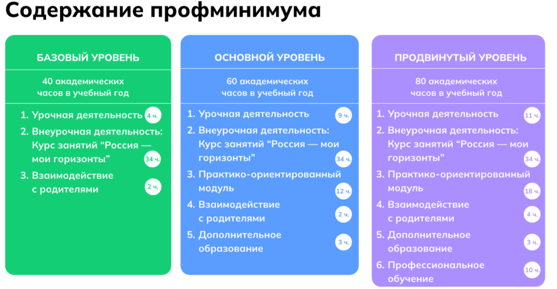 Содержание профминимума
БАЗОВЫЙ УРОВЕНЬ
40 академических
часов в учебный год
1. Урочная деятельность 4 ч.
2. Внеурочная деятельность:
Курс занятий “Россия —
мои горизонты” 34 ч.
3. Взаимодействие
с родителями 2 ч.
ОСНОВНОЙ УРОВЕНЬ
60 академических
часов в учебный год
1. Урочная деятельность 9 ч.
2. Внеурочная деятельность:
Курс занятий “Россия — мои
горизонты” 34 ч.
3. Практико-ориентированный
модуль 12 ч.
4. Взаимодействие
с родителями 2 ч.
5. Дополнительное
образование 3 ч.
ПРОДВИНУТЫЙ УРОВЕНЬ
80 академических
часов в учебный год
1. Урочная деятельность 11 ч.
2. Внеурочная деятельность:
Курс занятий “Россия — мои
горизонты” 34 ч.
3. Практико-ориентированный
модуль 18 ч.
4. Взаимодействие
с родителями 4 ч.
5. Дополнительное
образование 3 ч.
6. Профессиональное
обучение 10 ч.